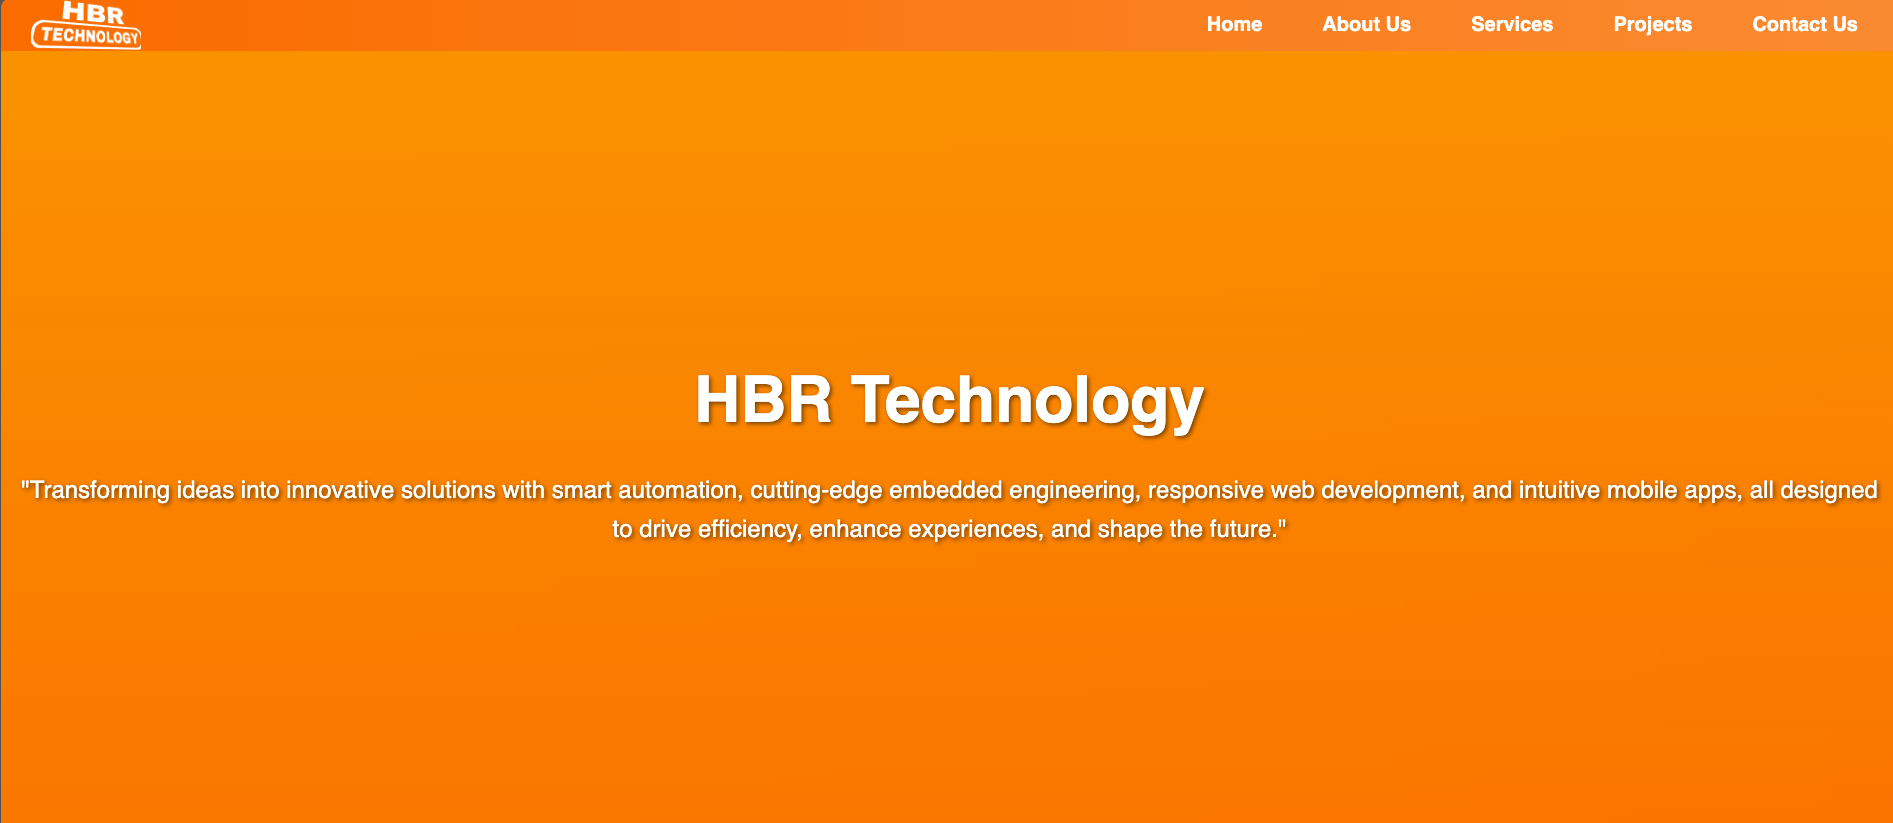 HBR
TECHNOLOGY
Home About Us Services Projects Contact Us
HBR Technology
"Transforming ideas into innovative solutions with smart automation, cutting-edge embedded engineering, responsive web development, and intuitive mobile apps, all designed
to drive efficiency, enhance experiences, and shape the future."